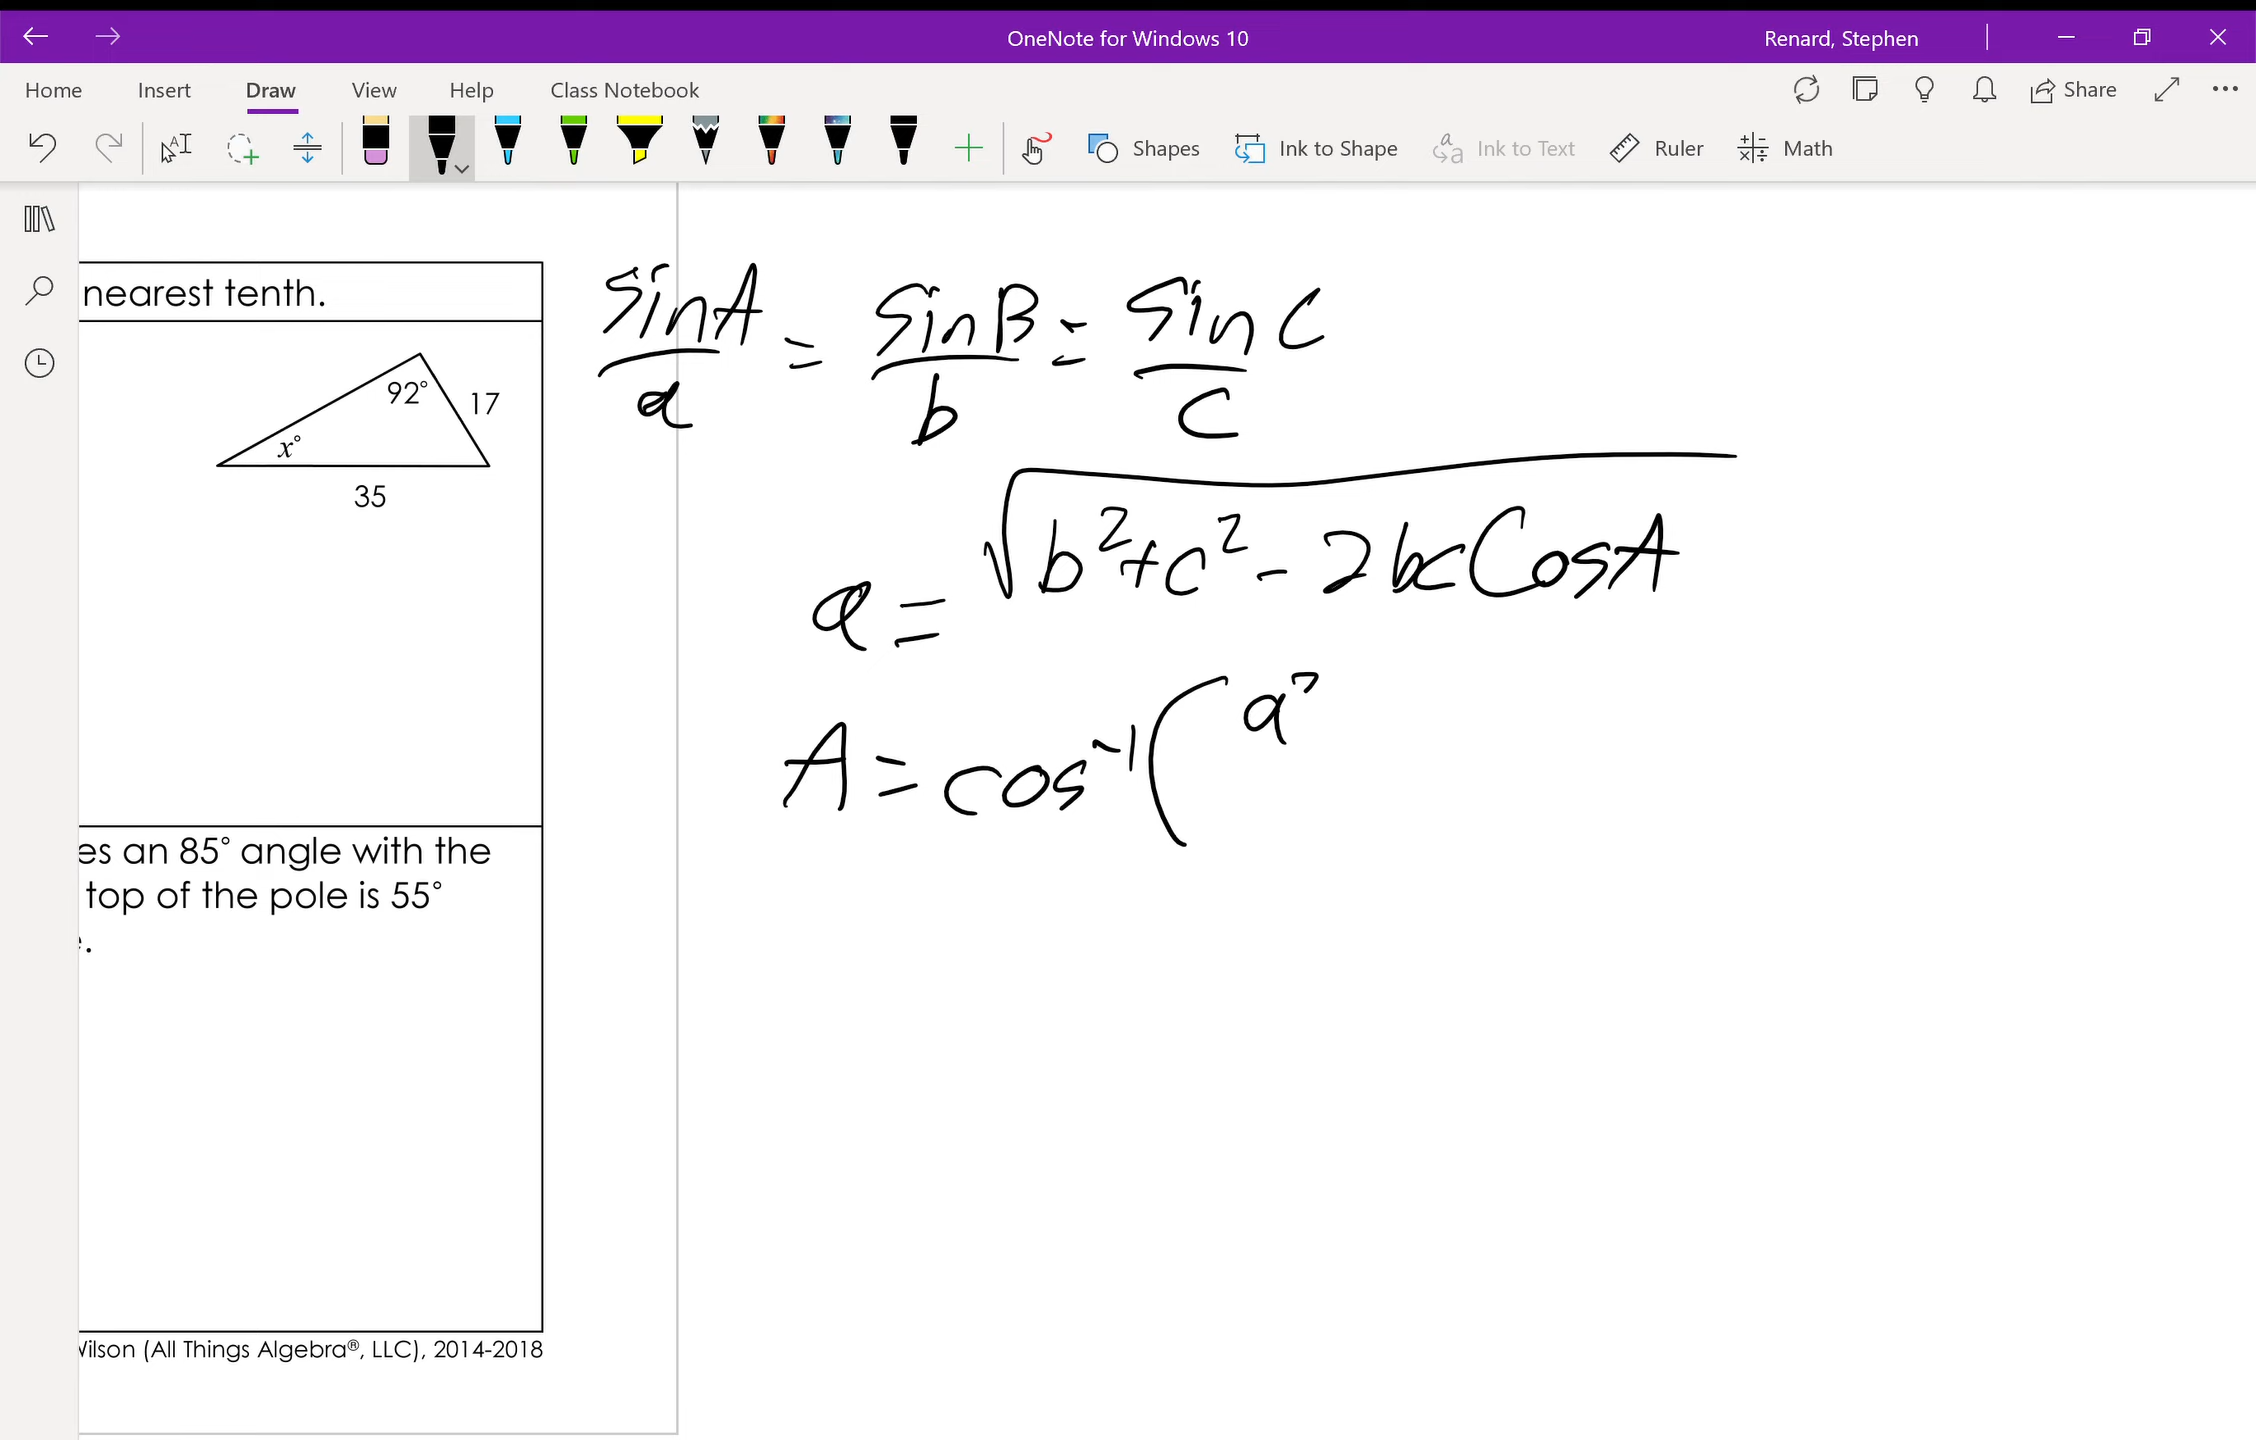 OneNote for Windows 10
Renard, Stephen
Home Insert Draw View Help Class Notebook Share
Shapes Ink to Shape Ink to Text Ruler Math
nearest tenth.
92°
17
x°
35
sinA/a = sinB/b = sinC/c
a = √(b²+c² - 2bcCosA
A = cos⁻¹( a²
es an 85° angle with the
top of the pole is 55°
.
Wilson (All Things Algebra®, LLC), 2014-2018